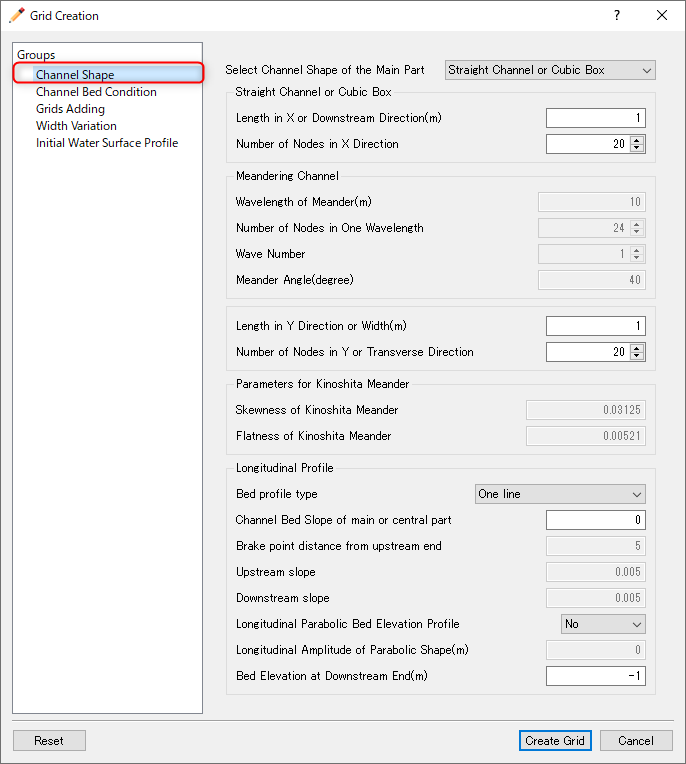 Grid Creation
?
Groups
Channel Shape
Channel Bed Condition
Grids Adding
Width Variation
Initial Water Surface Profile
Select Channel Shape of the Main Part Straight Channel or Cubic Box
Straight Channel or Cubic Box
Length in X or Downstream Direction(m) 1
Number of Nodes in X Direction 20
Meandering Channel
Wavelength of Meander(m) 10
Number of Nodes in One Wavelength 24
Wave Number 1
Meander Angle(degree) 40
Length in Y Direction or Width(m) 1
Number of Nodes in Y or Transverse Direction 20
Parameters for Kinoshita Meander
Skewness of Kinoshita Meander 0.03125
Flatness of Kinoshita Meander 0.00521
Longitudinal Profile
Bed profile type One line
Channel Bed Slope of main or central part 0
Brake point distance from upstream end 5
Upstream slope 0.005
Downstream slope 0.005
Longitudinal Parabolic Bed Elevation Profile No
Longitudinal Amplitude of Parabolic Shape(m) 0
Bed Elevation at Downstream End(m) -1
Reset Create Grid Cancel